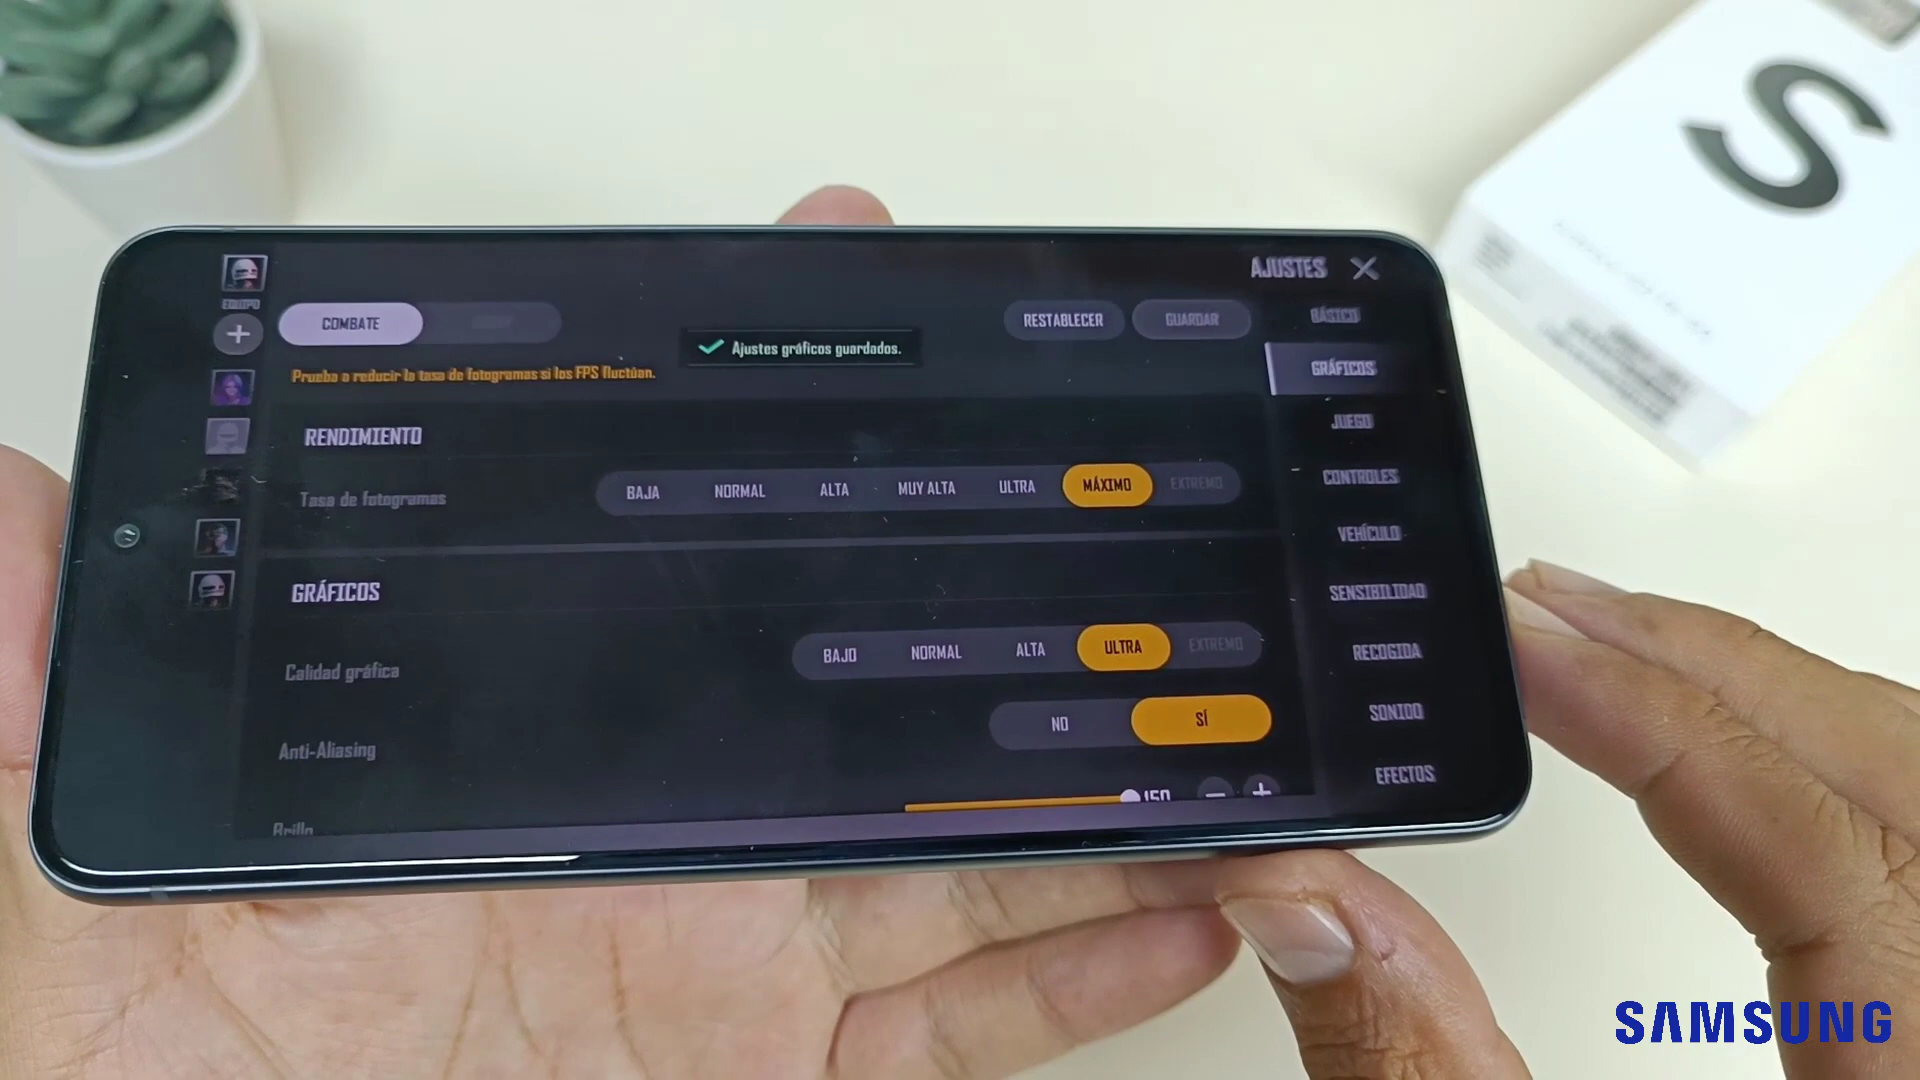 S
AJUSTES
EQUIPO
COMBATE
RESTABLECER
GUARDAR
BÁSICO
Ajustes gráficos guardados.
Prueba a reducir la tasa de fotogramas si los FPS fluctúan.
GRÁFICOS
RENDIMIENTO
JUEGO
Tasa de fotogramas
BAJA
NORMAL
ALTA
MUY ALTA
ULTRA
MÁXIMO
EXTREMO
CONTROLES
VEHÍCULO
GRÁFICOS
SENSIBILIDAD
Calidad gráfica
BAJO
NORMAL
ALTA
ULTRA
EXTREMO
RECOGIDA
Anti-Aliasing
NO
SÍ
SONIDO
Brillo
150
EFECTOS
SAMSUNG